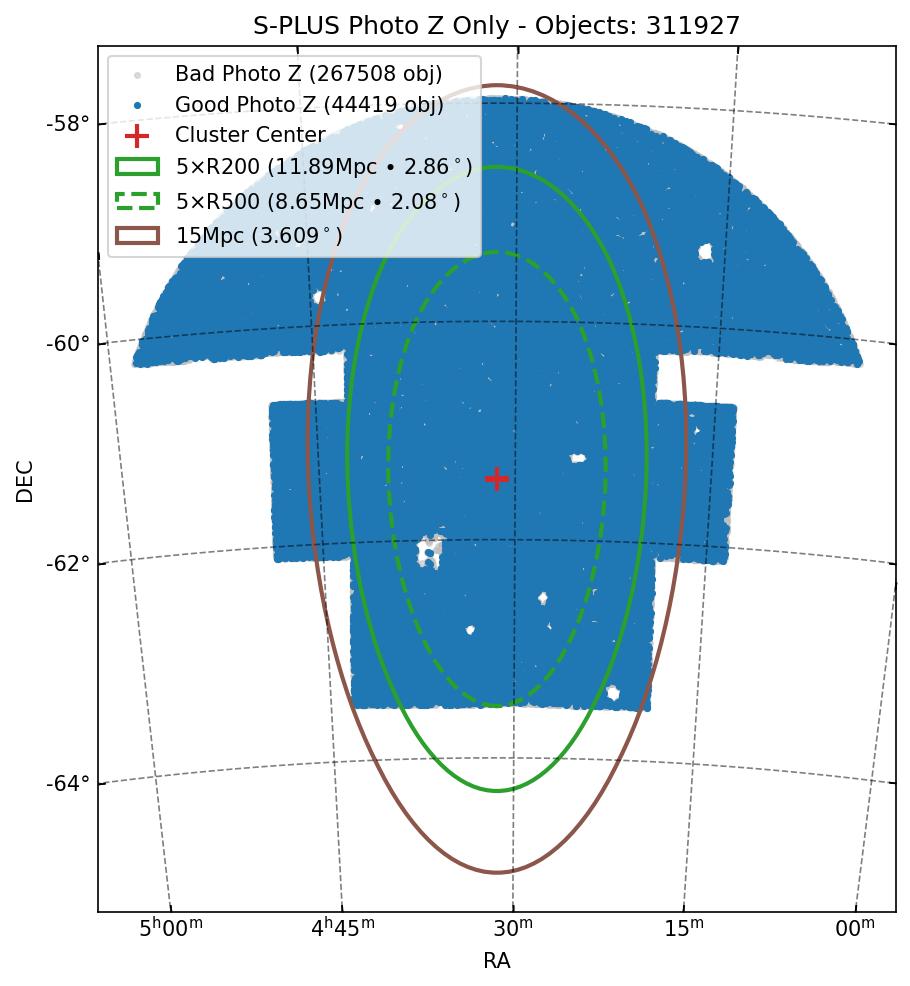 S-PLUS Photo Z Only - Objects: 311927
Bad Photo Z (267508 obj)
Good Photo Z (44419 obj)
Cluster Center
5×R200 (11.89Mpc • 2.86°)
5×R500 (8.65Mpc • 2.08°)
15Mpc (3.609°)
-58°
-60°
-62°
-64°
DEC
5ʰ00ᵐ 4ʰ45ᵐ 30ᵐ 15ᵐ 00ᵐ
RA